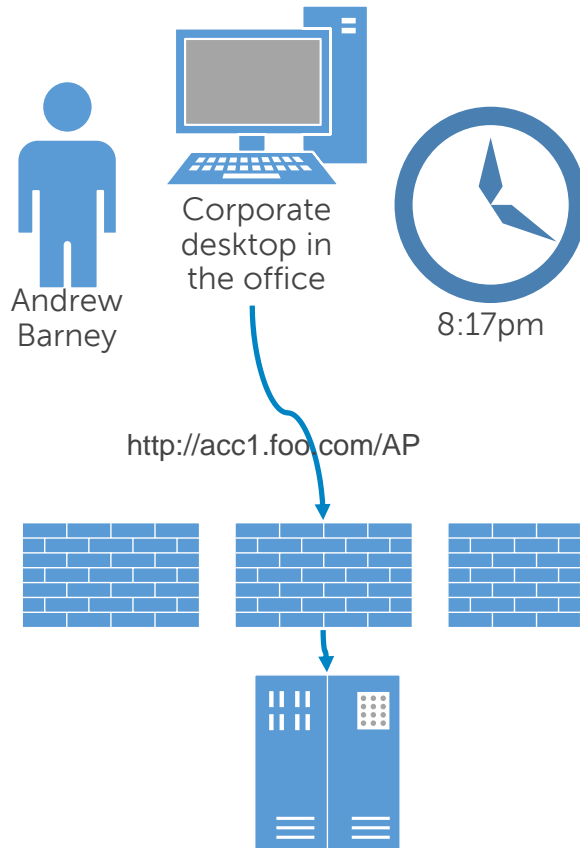 Andrew
Barney
Corporate
desktop in
the office
8:17pm
http://acc1.foo.com/AP